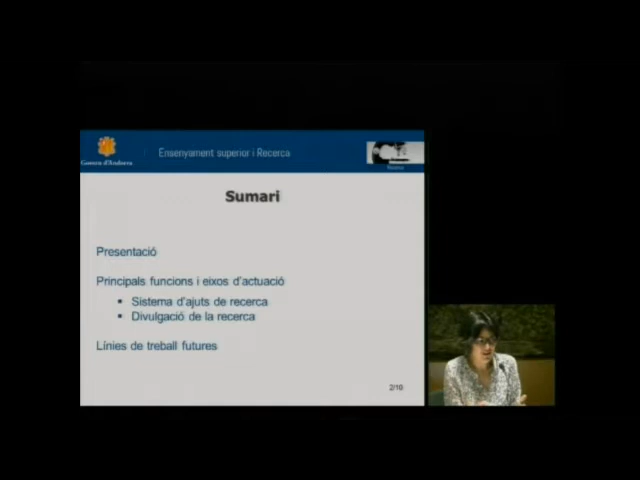 Govern d'Andorra
Ensenyament superior i Recerca
Recerca
Sumari
Presentació
Principals funcions i eixos d'actuació
Sistema d'ajuts de recerca
Divulgació de la recerca
Línies de treball futures
2/10